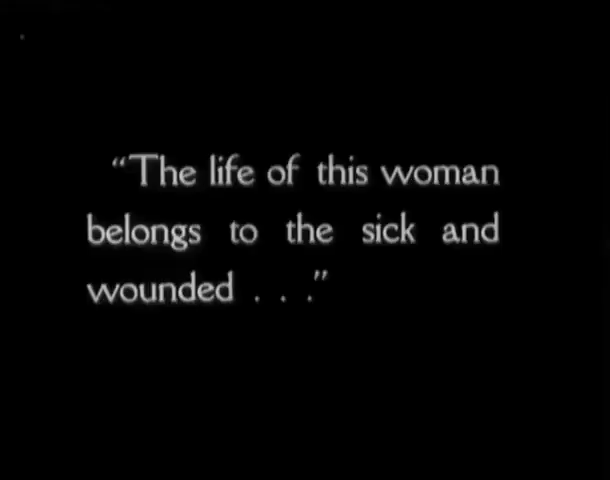 “The life of this woman
belongs to the sick and
wounded . . .”